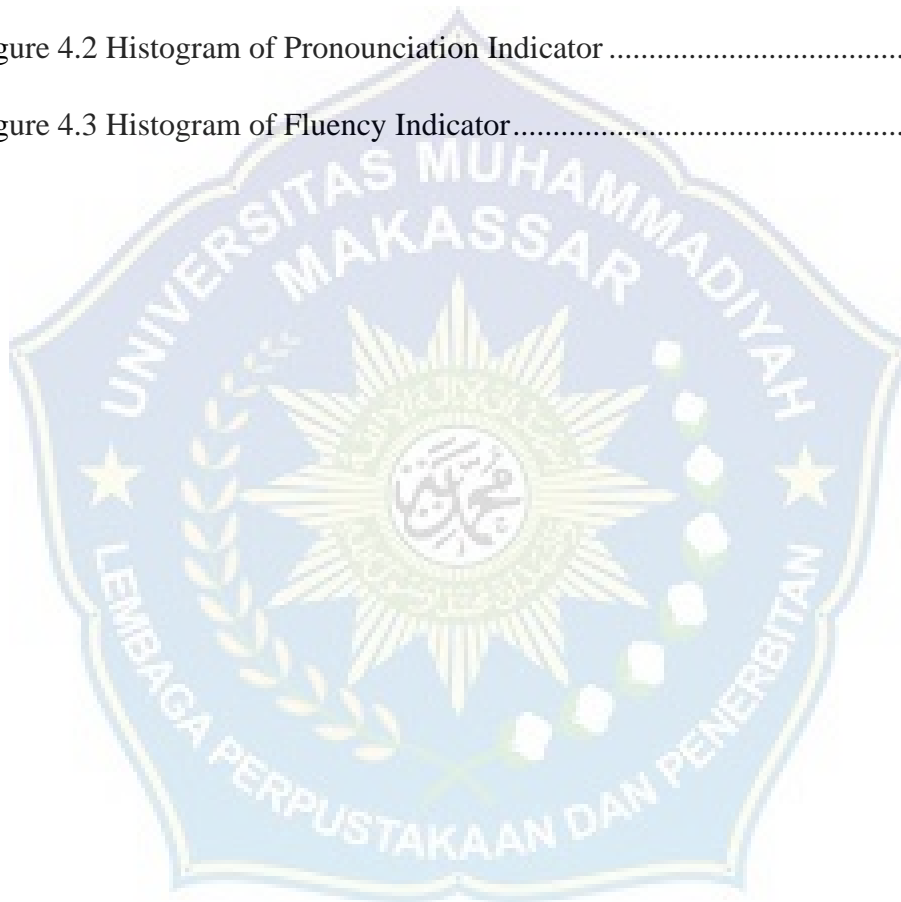 gure 4.2 Histogram of Pronounciation Indicator ....................................
gure 4.3 Histogram of Fluency Indicator.................................................
UNIVERSITAS MUHAMMADIYAH
MAKASSAR
LEMBAGA PERPUSTAKAAN DAN PENERBITAN